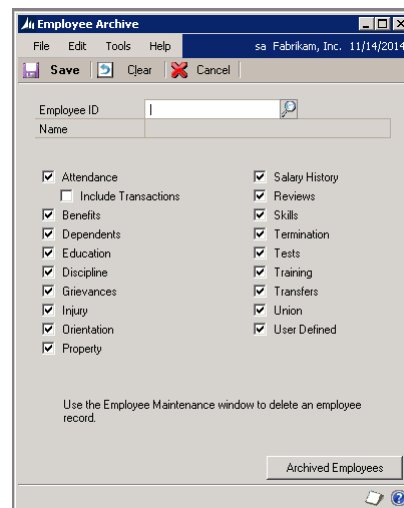 Employee Archive
File Edit Tools Help sa Fabrikam, Inc. 11/14/2014
Save Clear Cancel
Employee ID
Name
Attendance Salary History
Include Transactions Reviews
Benefits Skills
Dependents Termination
Education Tests
Discipline Training
Grievances Transfers
Injury Union
Orientation User Defined
Property
Use the Employee Maintenance window to delete an employee
record.
Archived Employees